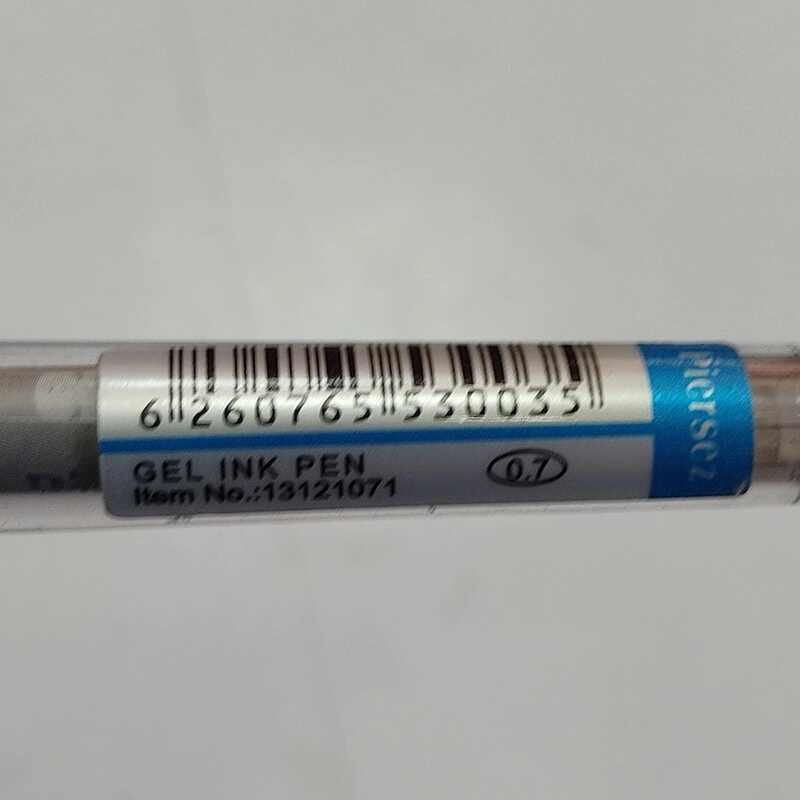 6 260765 530035
GEL INK PEN
0.7
Item No.:13121071